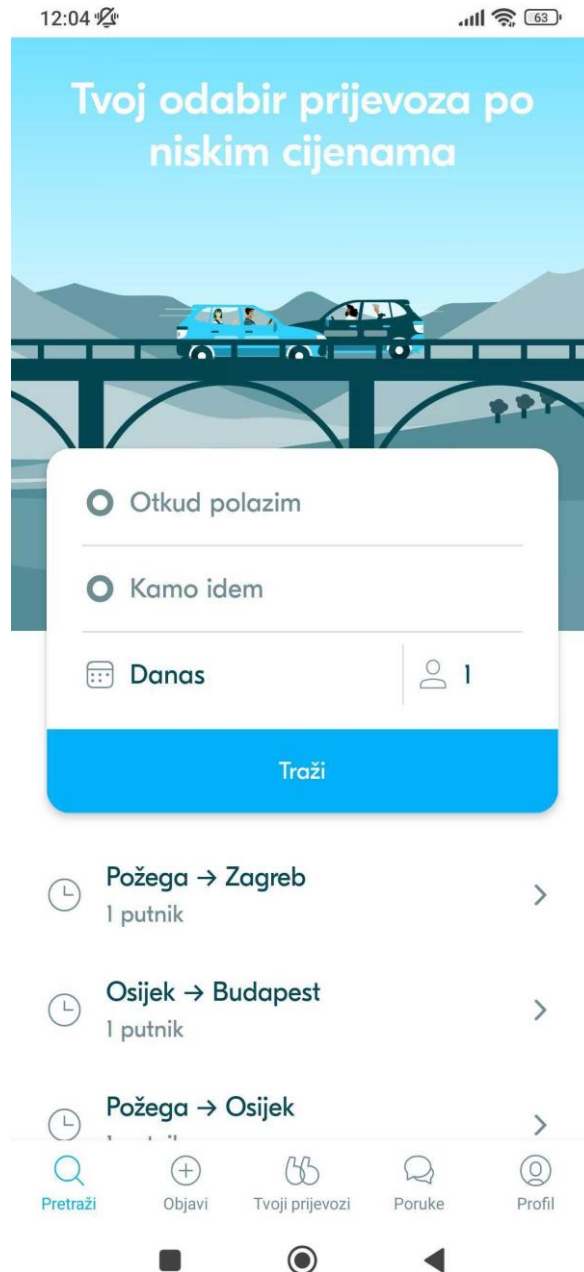 12:04
63
Tvoj odabir prijevoza po
niskim cijenama
Otkud polazim
Kamo idem
Danas
1
Traži
Požega → Zagreb
1 putnik
Osijek → Budapest
1 putnik
Požega → Osijek
Pretraži
Objavi
Tvoji prijevozi
Poruke
Profil